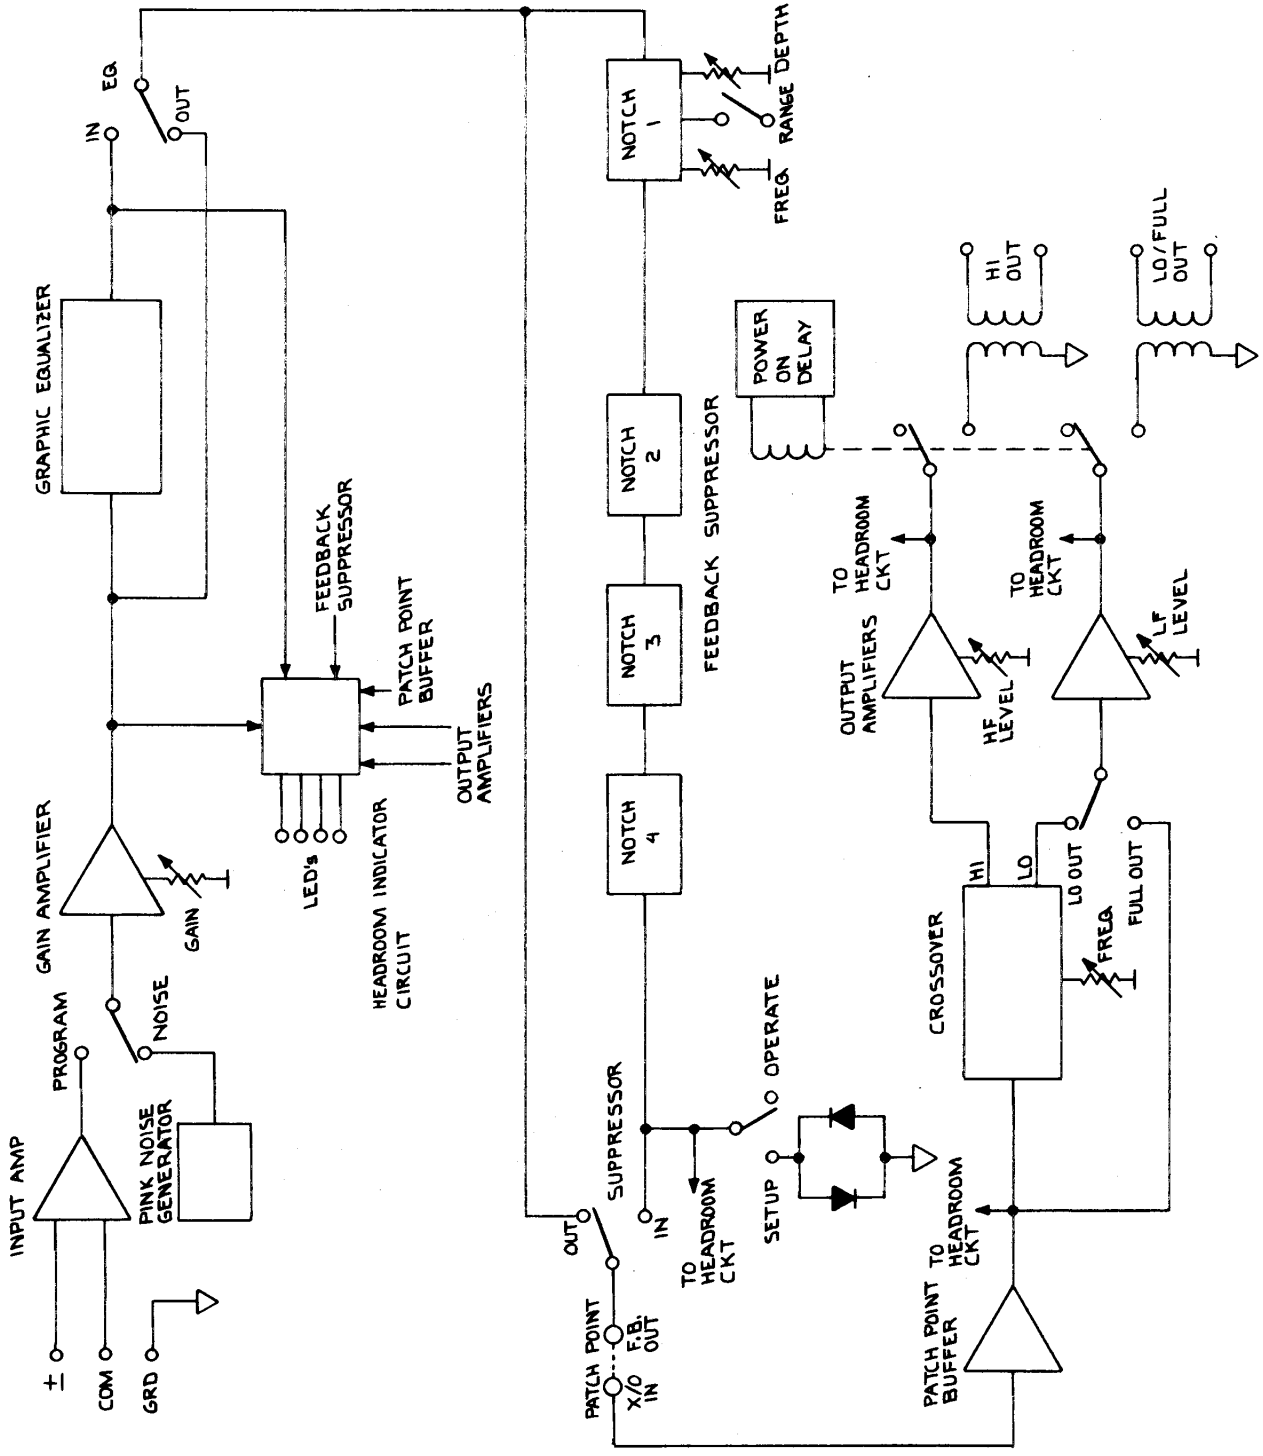 INPUT AMP
±
COM
GRD
PROGRAM
NOISE
PINK NOISE
GENERATOR
GAIN AMPLIFIER
GAIN
GRAPHIC EQUALIZER
IN
EQ
OUT
LED's
HEADROOM INDICATOR
CIRCUIT
FEEDBACK
SUPPRESSOR
PATCH POINT
BUFFER
OUTPUT
AMPLIFIERS
PATCH POINT
X/O
IN
F.B.
OUT
OUT
SUPPRESSOR
IN
TO
HEADROOM
CKT
SETUP
OPERATE
NOTCH
4
NOTCH
3
NOTCH
2
NOTCH
1
FEEDBACK SUPPRESSOR
FREQ
RANGE
DEPTH
PATCH POINT
BUFFER
TO
HEADROOM
CKT
CROSSOVER
HI
LO
FREQ
LO OUT
FULL OUT
OUTPUT
AMPLIFIERS
HF
LEVEL
LF
LEVEL
TO
HEADROOM
CKT
TO
HEADROOM
CKT
POWER
ON
DELAY
HI
OUT
LO/FULL
OUT